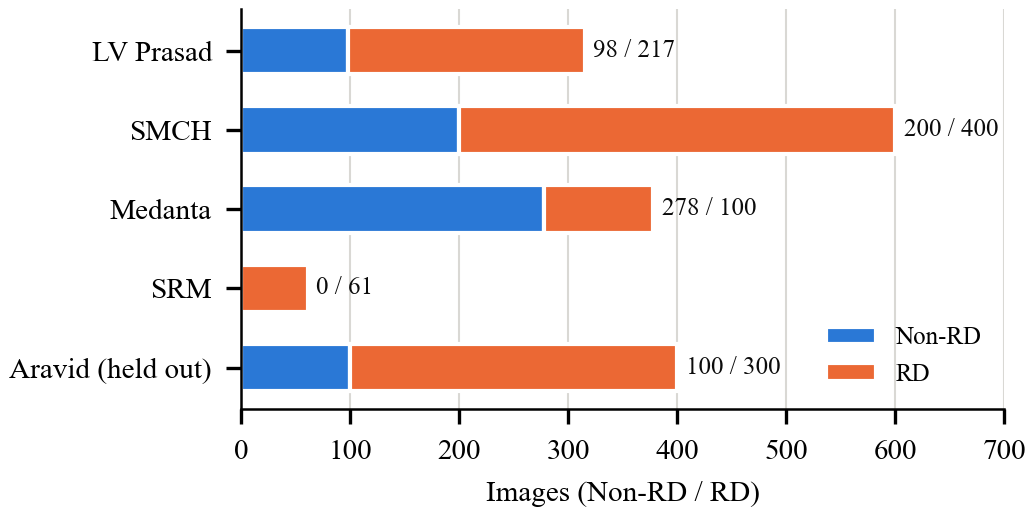 LV Prasad
98 / 217
SMCH
200 / 400
Medanta
278 / 100
SRM
0 / 61
Aravid (held out)
100 / 300
Non-RD
RD
0 100 200 300 400 500 600 700
Images (Non-RD / RD)